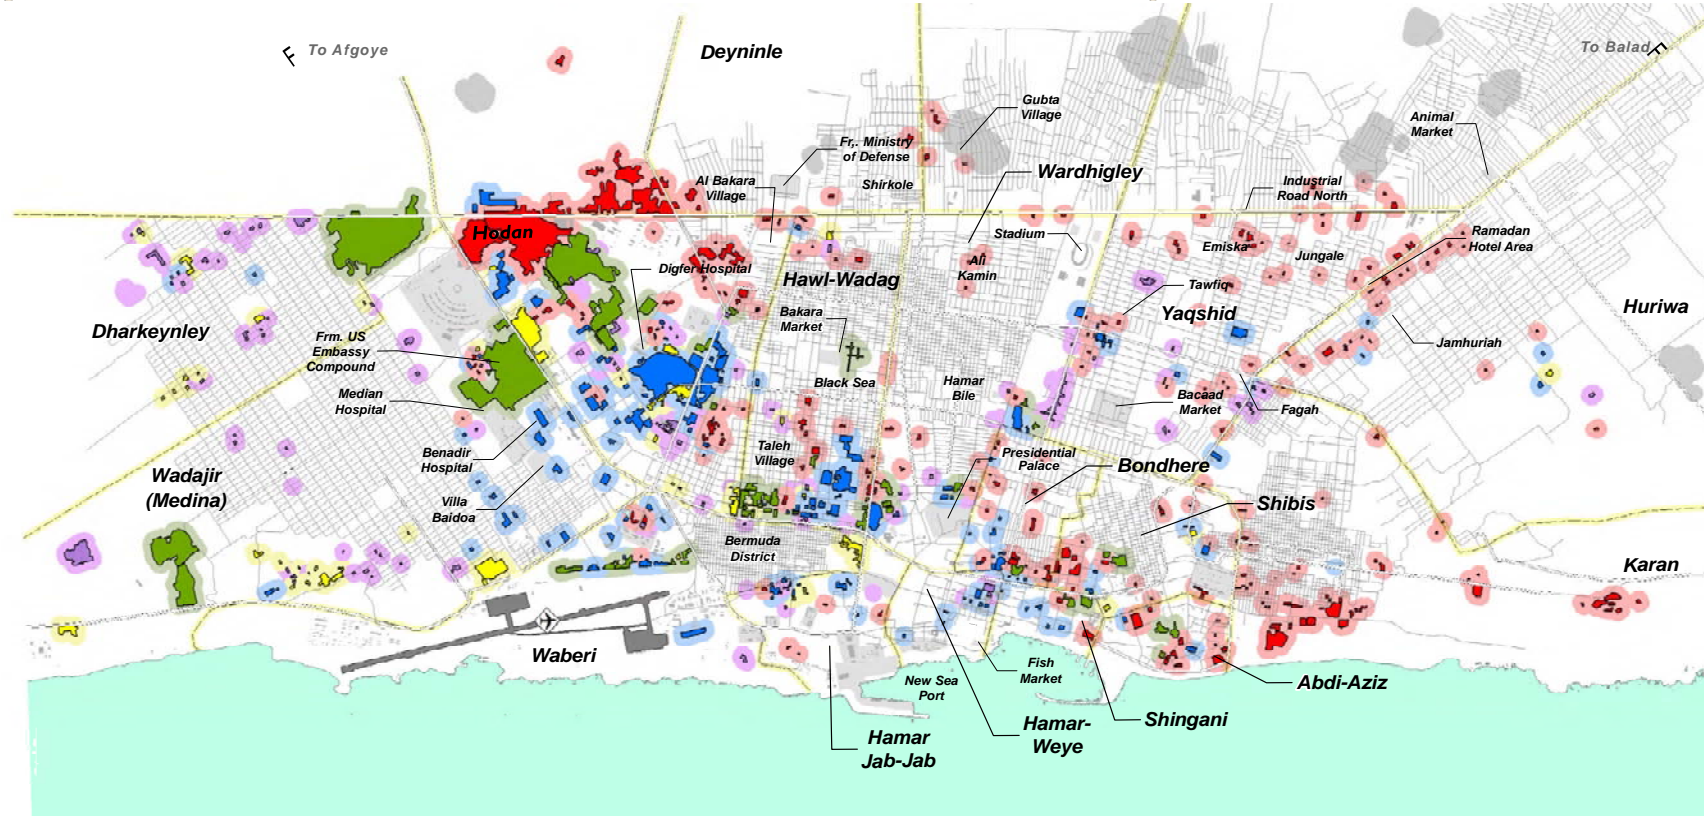 To Afgoye
Deyninle
To Balad
Gubta
Village
Animal
Market
Fr,. Ministry
of Defense
Wardhigley
Al Bakara
Village
Shirkole
Industrial
Road North
Hodan
Stadium
Emiska
Jungale
Ramadan
Hotel Area
Digfer Hospital
Ali
Kamin
Hawl-Wadag
Tawfiq
Yaqshid
Huriwa
Dharkeynley
Bakara
Market
Frm. US
Embassy
Compound
Jamhuriah
Black Sea
Hamar
Bile
Median
Hospital
Bacaad
Market
Fagah
Benadir
Hospital
Taleh
Village
Presidential
Palace
Bondhere
Wadajir
(Medina)
Villa
Baidoa
Shibis
Bermuda
District
Karan
Waberi
Fish
Market
New Sea
Port
Abdi-Aziz
Shingani
Hamar-
Weye
Hamar
Jab-Jab